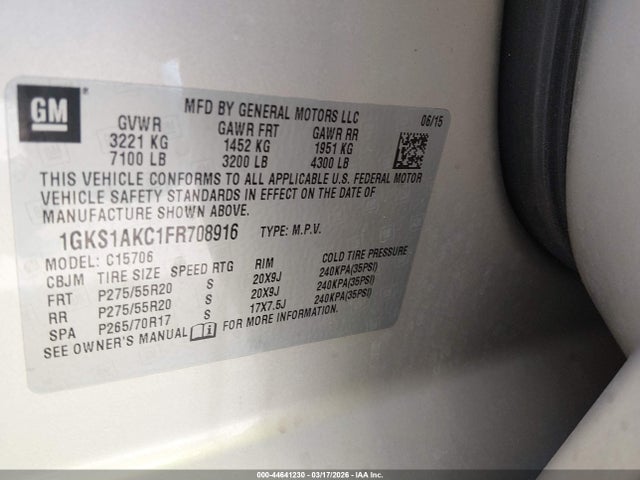 GM
MFD BY GENERAL MOTORS LLC
06/15
GVWR GAWR FRT GAWR RR
3221 KG 1452 KG 1951 KG
7100 LB 3200 LB 4300 LB
THIS VEHICLE CONFORMS TO ALL APPLICABLE U.S. FEDERAL MOTOR
VEHICLE SAFETY STANDARDS IN EFFECT ON THE DATE OF
MANUFACTURE SHOWN ABOVE.
1GKS1AKC1FR708916 TYPE: M.P.V.
MODEL: C15706
CBJM TIRE SIZE SPEED RTG RIM COLD TIRE PRESSURE
FRT P275/55R20 S 20X9J 240KPA(35PSI)
RR P275/55R20 S 20X9J 240KPA(35PSI)
SPA P265/70R17 S 17X7.5J 240KPA(35PSI)
SEE OWNER'S MANUAL FOR MORE INFORMATION.
000-44641230 - 03/17/2026 - IAA Inc.